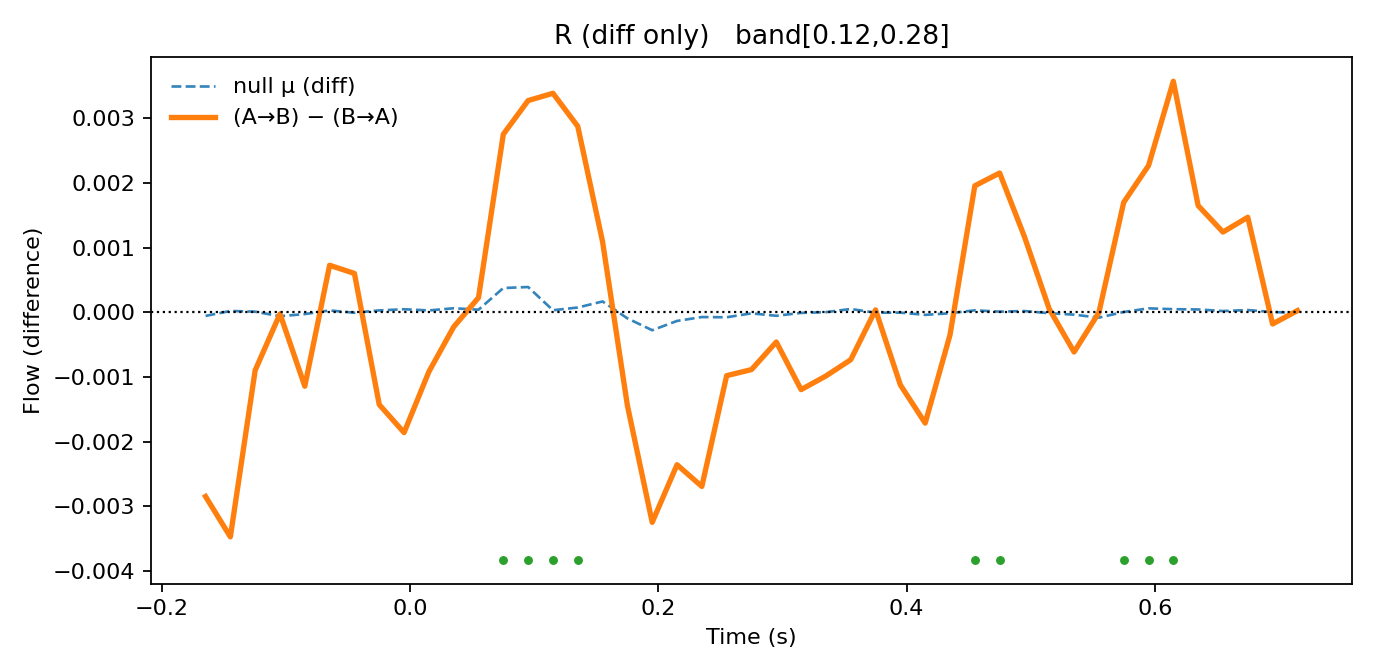 R (diff only)   band[0.12,0.28]
null μ (diff)
(A→B) − (B→A)
Flow (difference)
0.003
0.002
0.001
0.000
−0.001
−0.002
−0.003
−0.004
−0.2
0.0
0.2
0.4
0.6
Time (s)